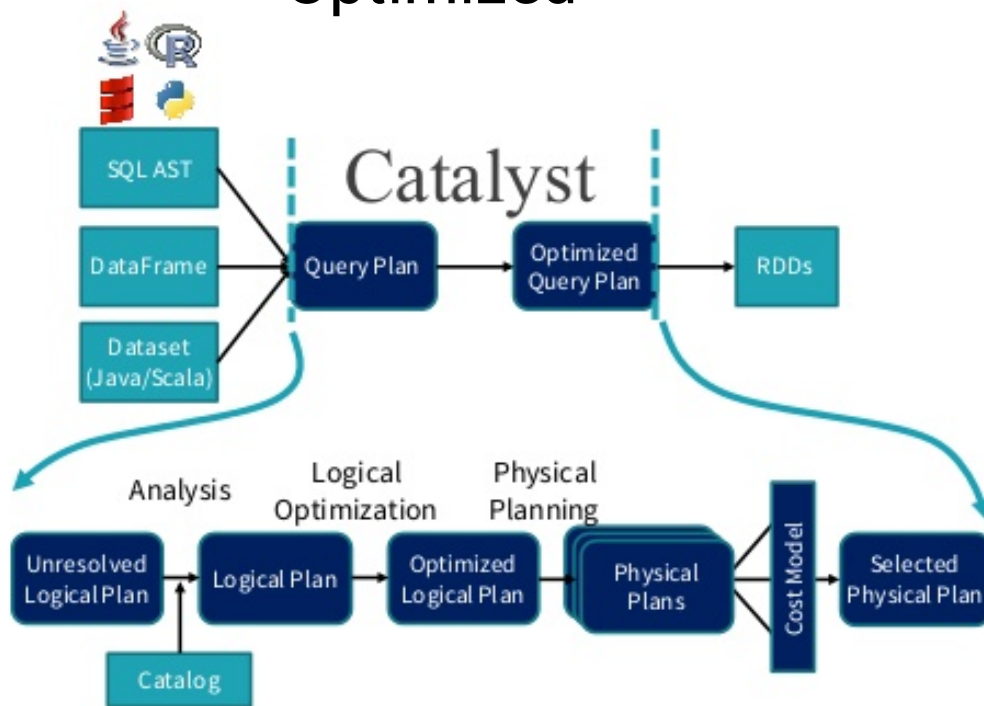 Optimized
R
SQL AST
DataFrame
Dataset
(Java/Scala)
Catalyst
Query Plan
Optimized
Query Plan
RDDs
Analysis
Logical
Optimization
Physical
Planning
Unresolved
Logical Plan
Logical Plan
Optimized
Logical Plan
Physical
Plans
Cost Model
Selected
Physical Plan
Catalog